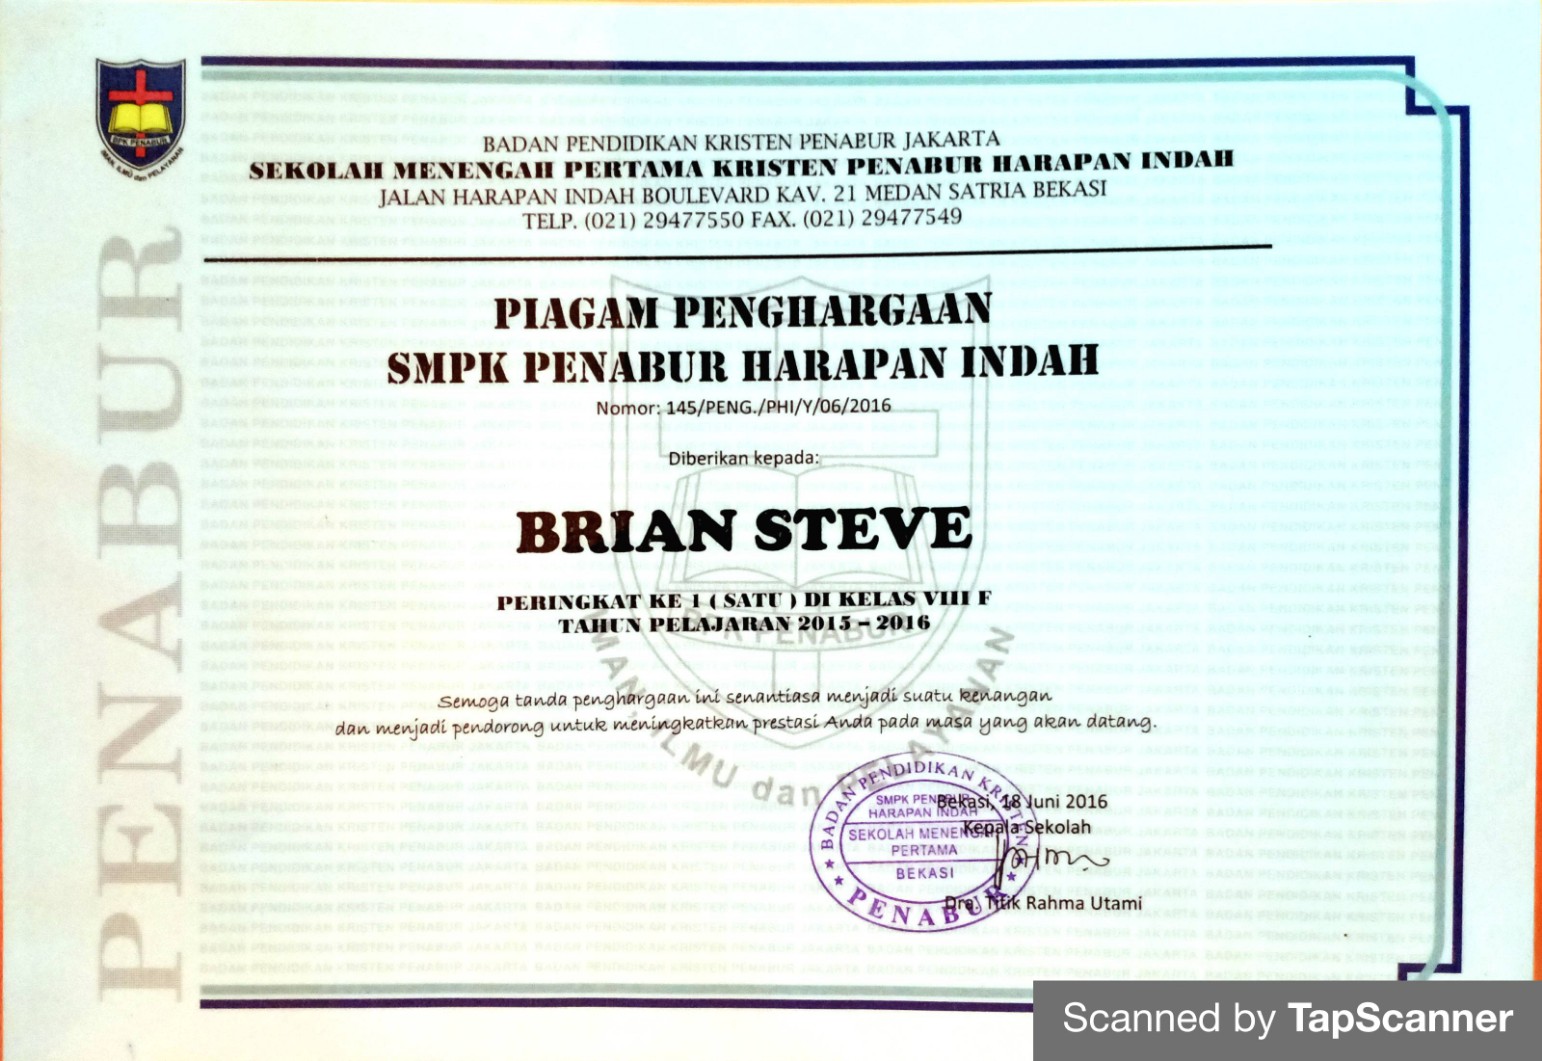 BPK PENABUR
IMAN, ILMU dan PELAYANAN
PENABUR
BADAN PENDIDIKAN KRISTEN PENABUR JAKARTA
SEKOLAH MENENGAH PERTAMA KRISTEN PENABUR HARAPAN INDAH
JALAN HARAPAN INDAH BOULEVARD KAV. 21 MEDAN SATRIA BEKASI
TELP. (021) 29477550 FAX. (021) 29477549
PIAGAM PENGHARGAAN
SMPK PENABUR HARAPAN INDAH
Nomor: 145/PENG./PHI/Y/06/2016
Diberikan kepada:
BRIAN STEVE
PERINGKAT KE 1 ( SATU ) DI KELAS VIII F
TAHUN PELAJARAN 2015 – 2016
BPK PENABUR
IMAN, ILMU dan PELAYANAN
Semoga tanda penghargaan ini senantiasa menjadi suatu kenangan
dan menjadi pendorong untuk meningkatkan prestasi Anda pada masa yang akan datang.
Bekasi, 18 Juni 2016
Kepala Sekolah
Dra. Titik Rahma Utami
BADAN PENDIDIKAN KRISTEN
SMPK PENABUR
HARAPAN INDAH
SEKOLAH MENENGAH
PERTAMA
BEKASI
PENABUR
Scanned by TapScanner